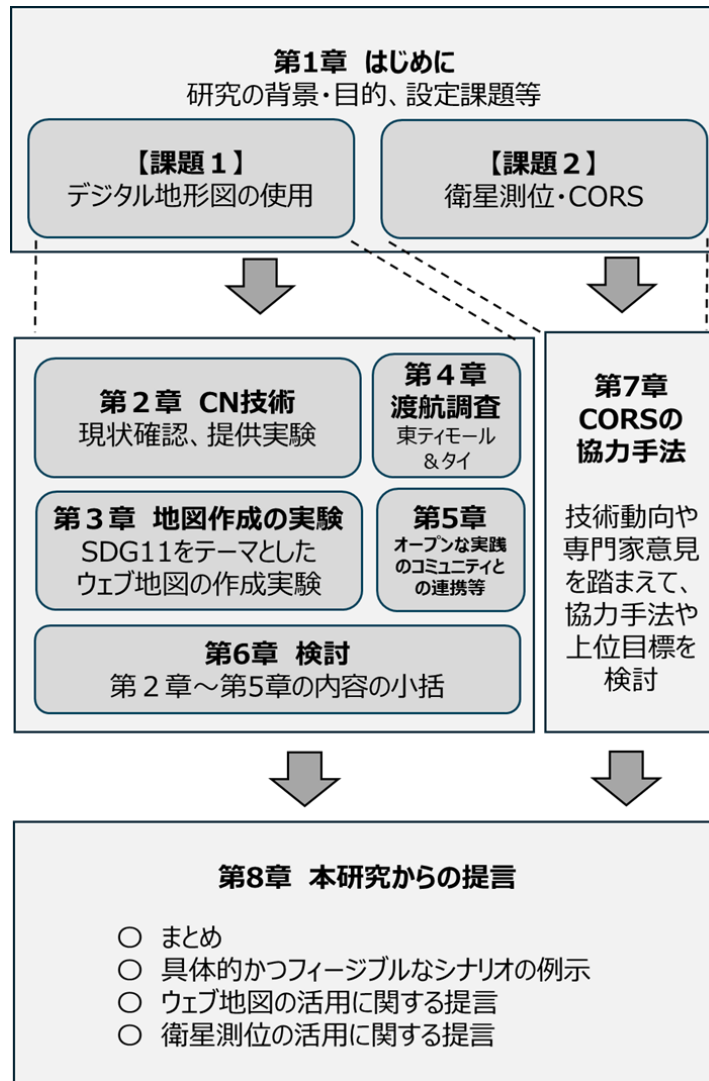 第1章 はじめに
研究の背景・目的、設定課題等
【課題１】
デジタル地形図の使用
【課題２】
衛星測位・CORS
第２章 CN技術
現状確認、提供実験
第４章
渡航調査
東ティモール
＆タイ
第３章 地図作成の実験
SDG11をテーマとした
ウェブ地図の作成実験
第5章
オープンな実践
のコミュニティと
の連携等
第6章 検討
第２章～第5章の内容の小括
第7章
CORSの
協力手法
技術動向や
専門家意見
を踏まえて、
協力手法や
上位目標を
検討
第8章 本研究からの提言
○ まとめ
○ 具体的かつフィージブルなシナリオの例示
○ ウェブ地図の活用に関する提言
○ 衛星測位の活用に関する提言